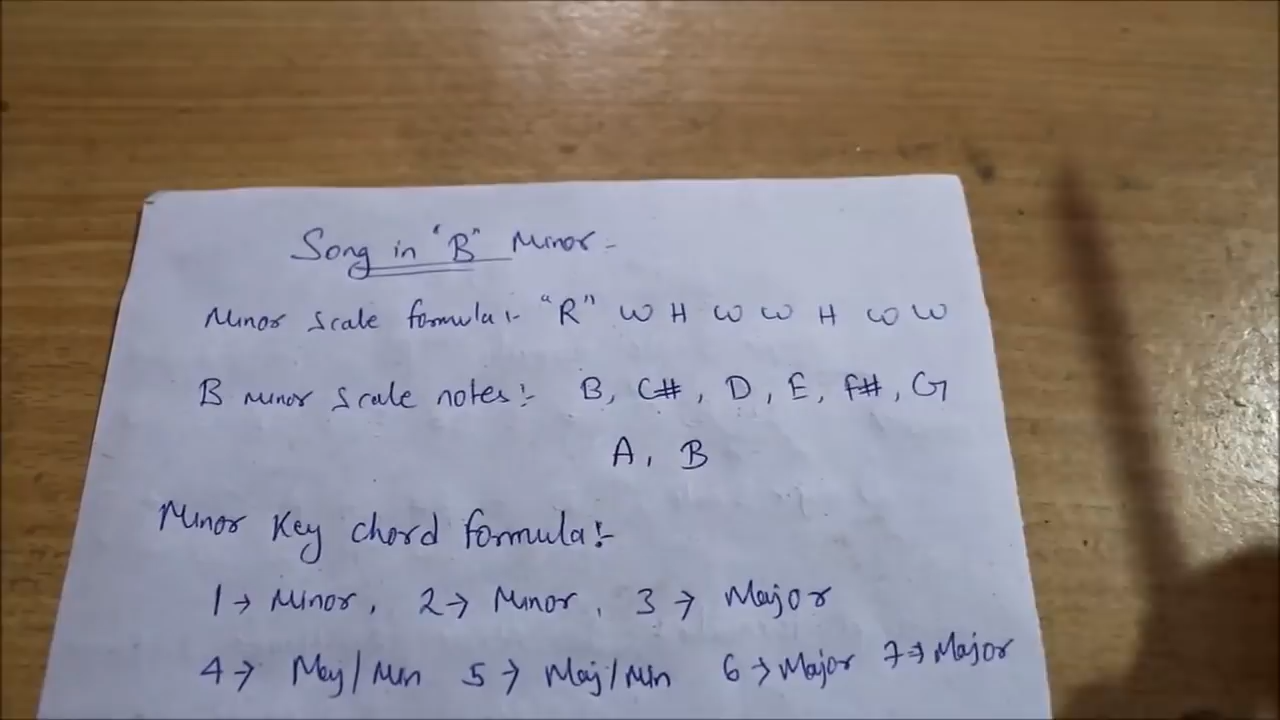 Song in "B" Minor -
Minor Scale formula:- "R" W H W W H W W
B minor scale notes:- B, C#, D, E, F#, G
A, B
Minor Key chord formula:-
1 → Minor, 2 → Minor, 3 → Major
4 → Maj/Min 5 → Maj/Min 6 → Major 7 → Major